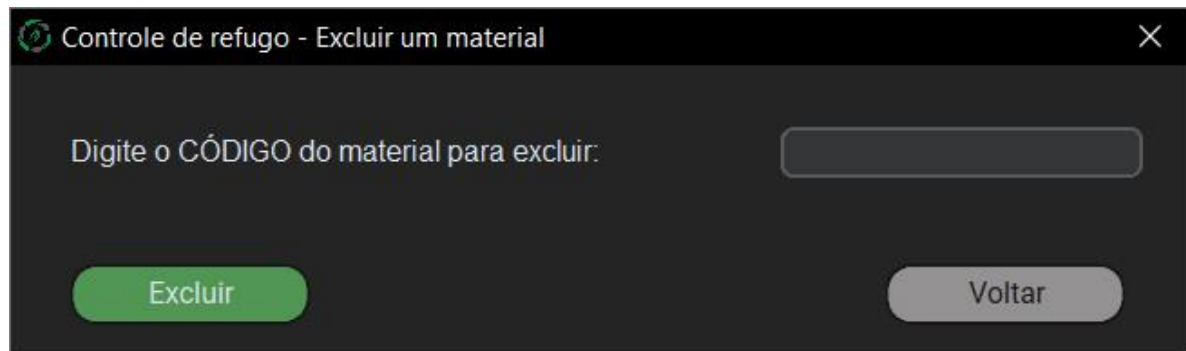 Controle de refugo - Excluir um material
Digite o CÓDIGO do material para excluir:
Excluir
Voltar